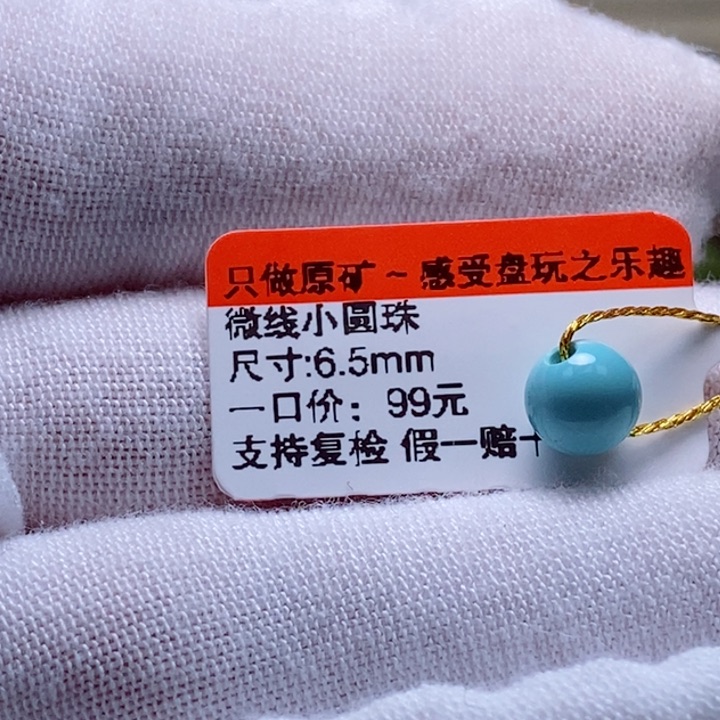 只做原矿~感受盘玩之乐趣
微线小圆珠
尺寸:6.5mm
一口价：99元
支持复检 假一赔